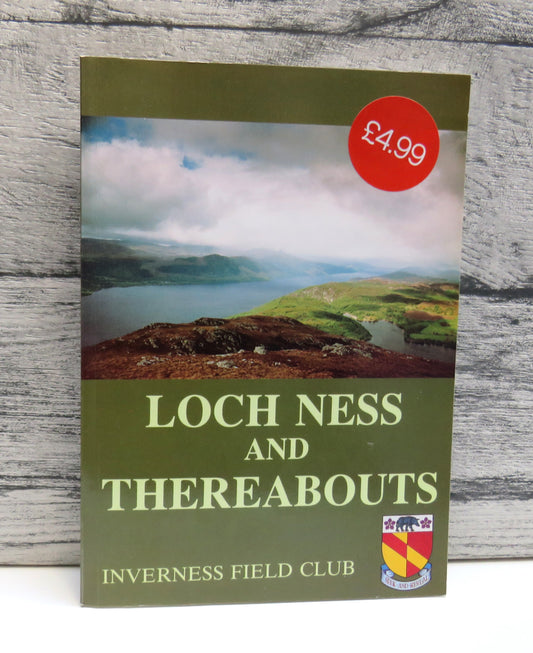 £4.99
LOCH NESS
AND
THEREABOUTS
INVERNESS FIELD CLUB